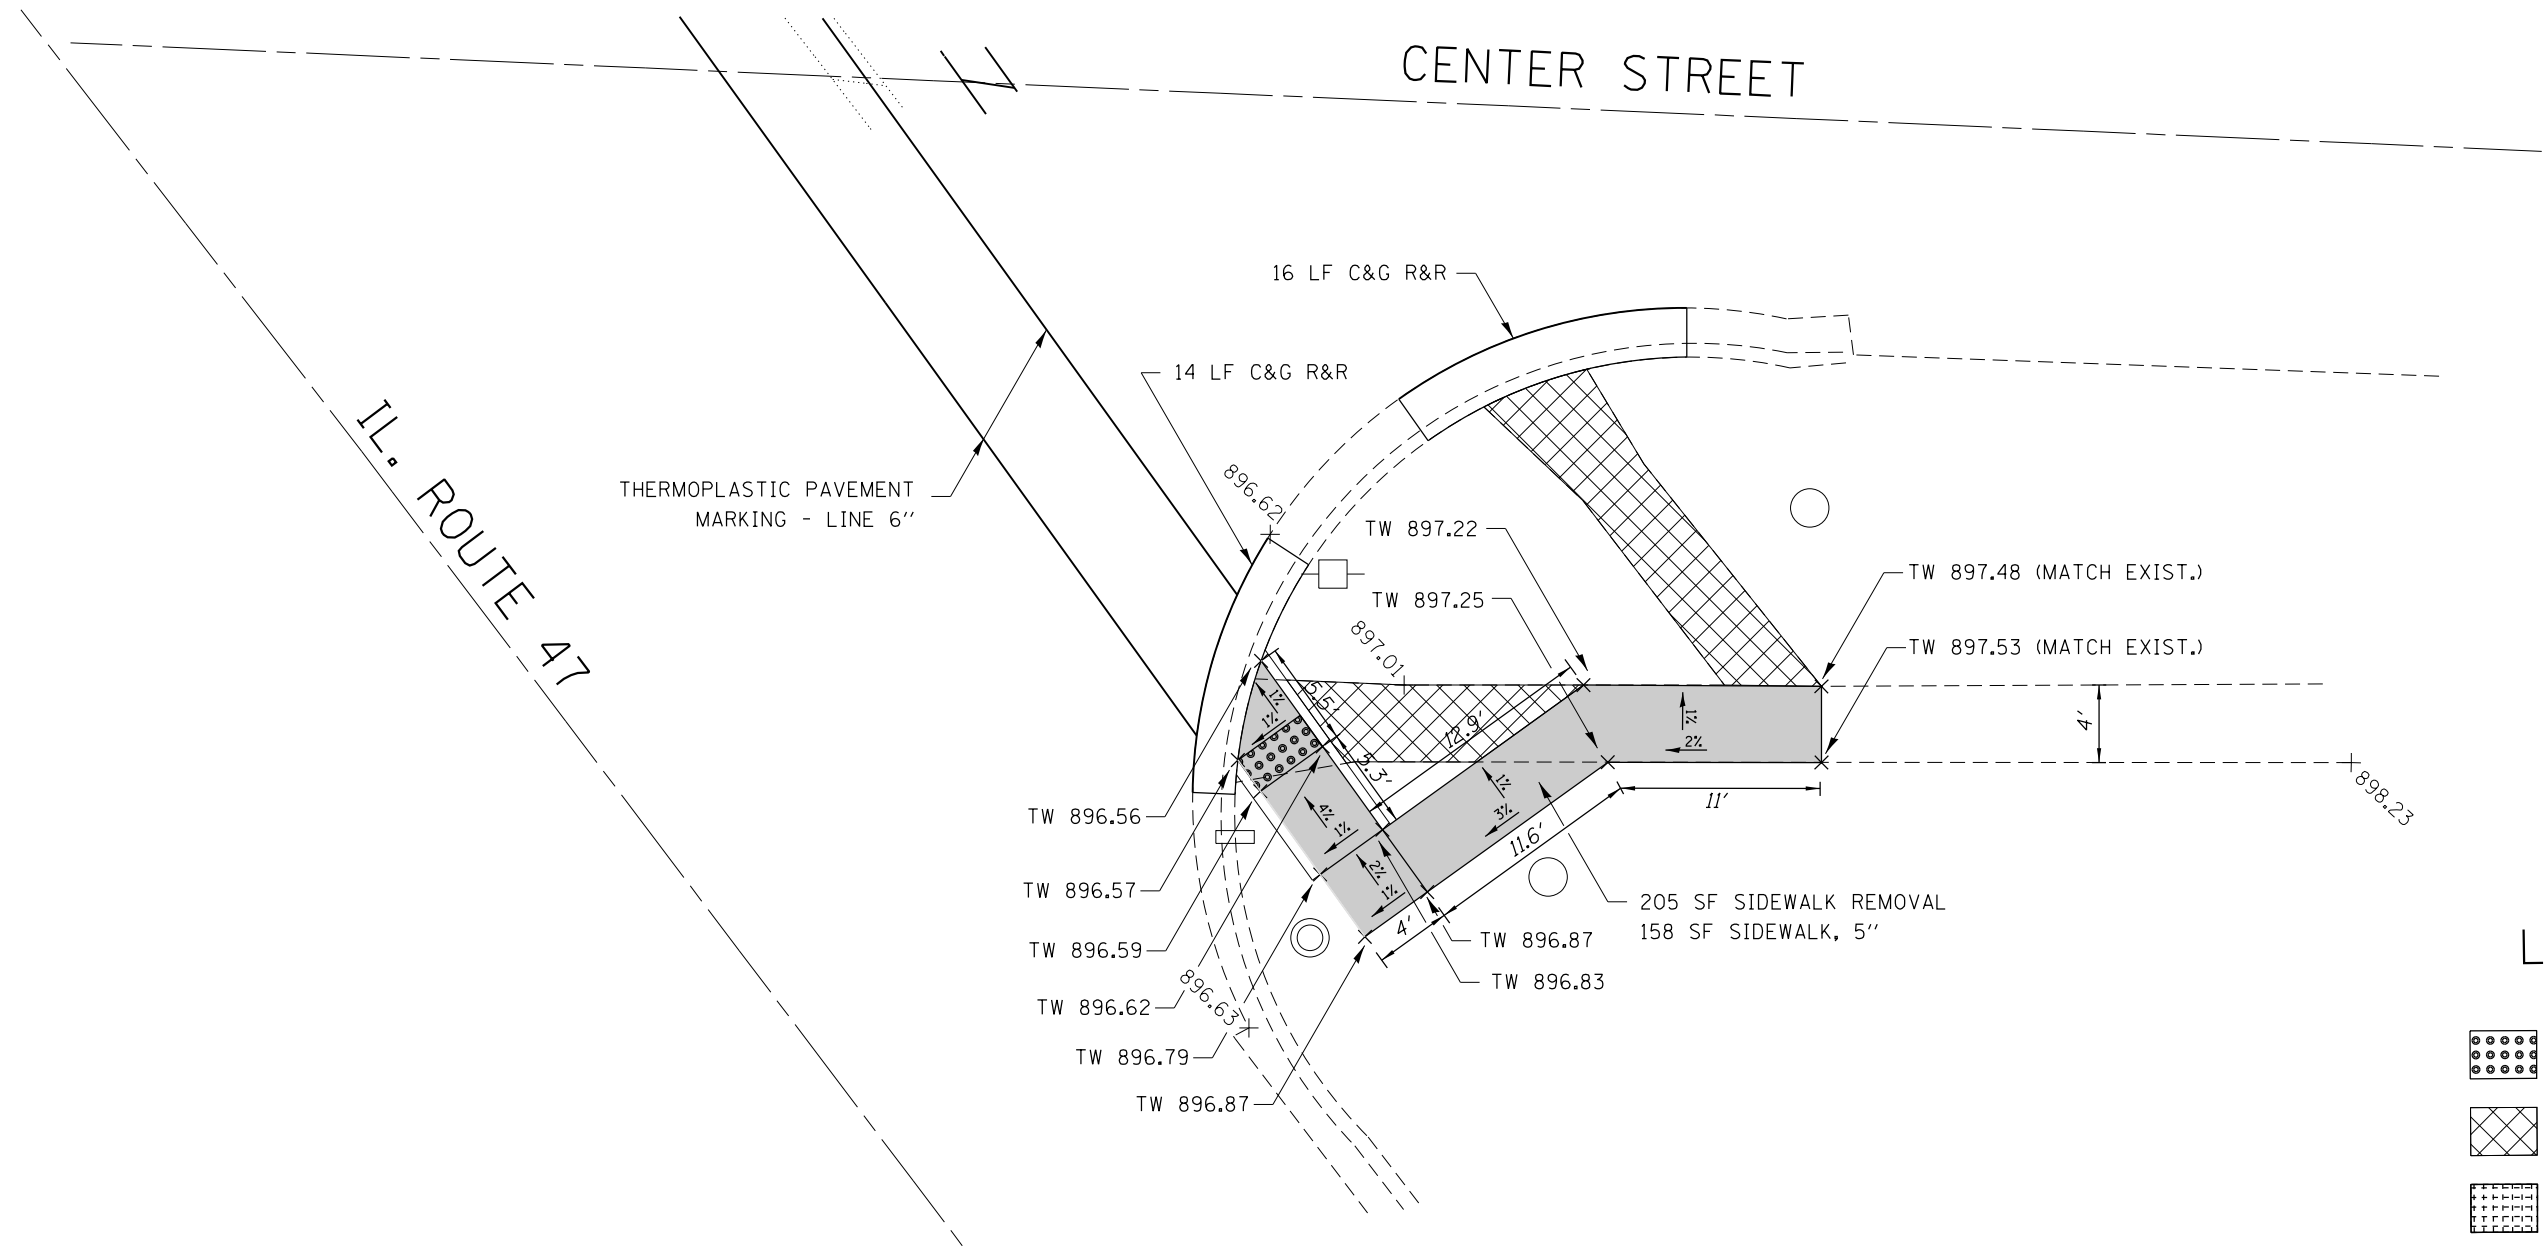 CENTER STREET
16 LF C&G R&R
14 LF C&G R&R
IL. ROUTE 47
THERMOPLASTIC PAVEMENT
MARKING - LINE 6"
896.62
TW 897.22
TW 897.25
897.01
TW 897.48 (MATCH EXIST.)
TW 897.53 (MATCH EXIST.)
5.5'
12.9'
5.3'
1%
1%
1%
2%
4'
898.23
1%
3%
4%
1%
2%
1%
11'
11.6'
4'
TW 896.56
TW 896.57
TW 896.59
TW 896.62
896.63
TW 896.79
TW 896.87
TW 896.87
TW 896.83
205 SF SIDEWALK REMOVAL
158 SF SIDEWALK, 5"